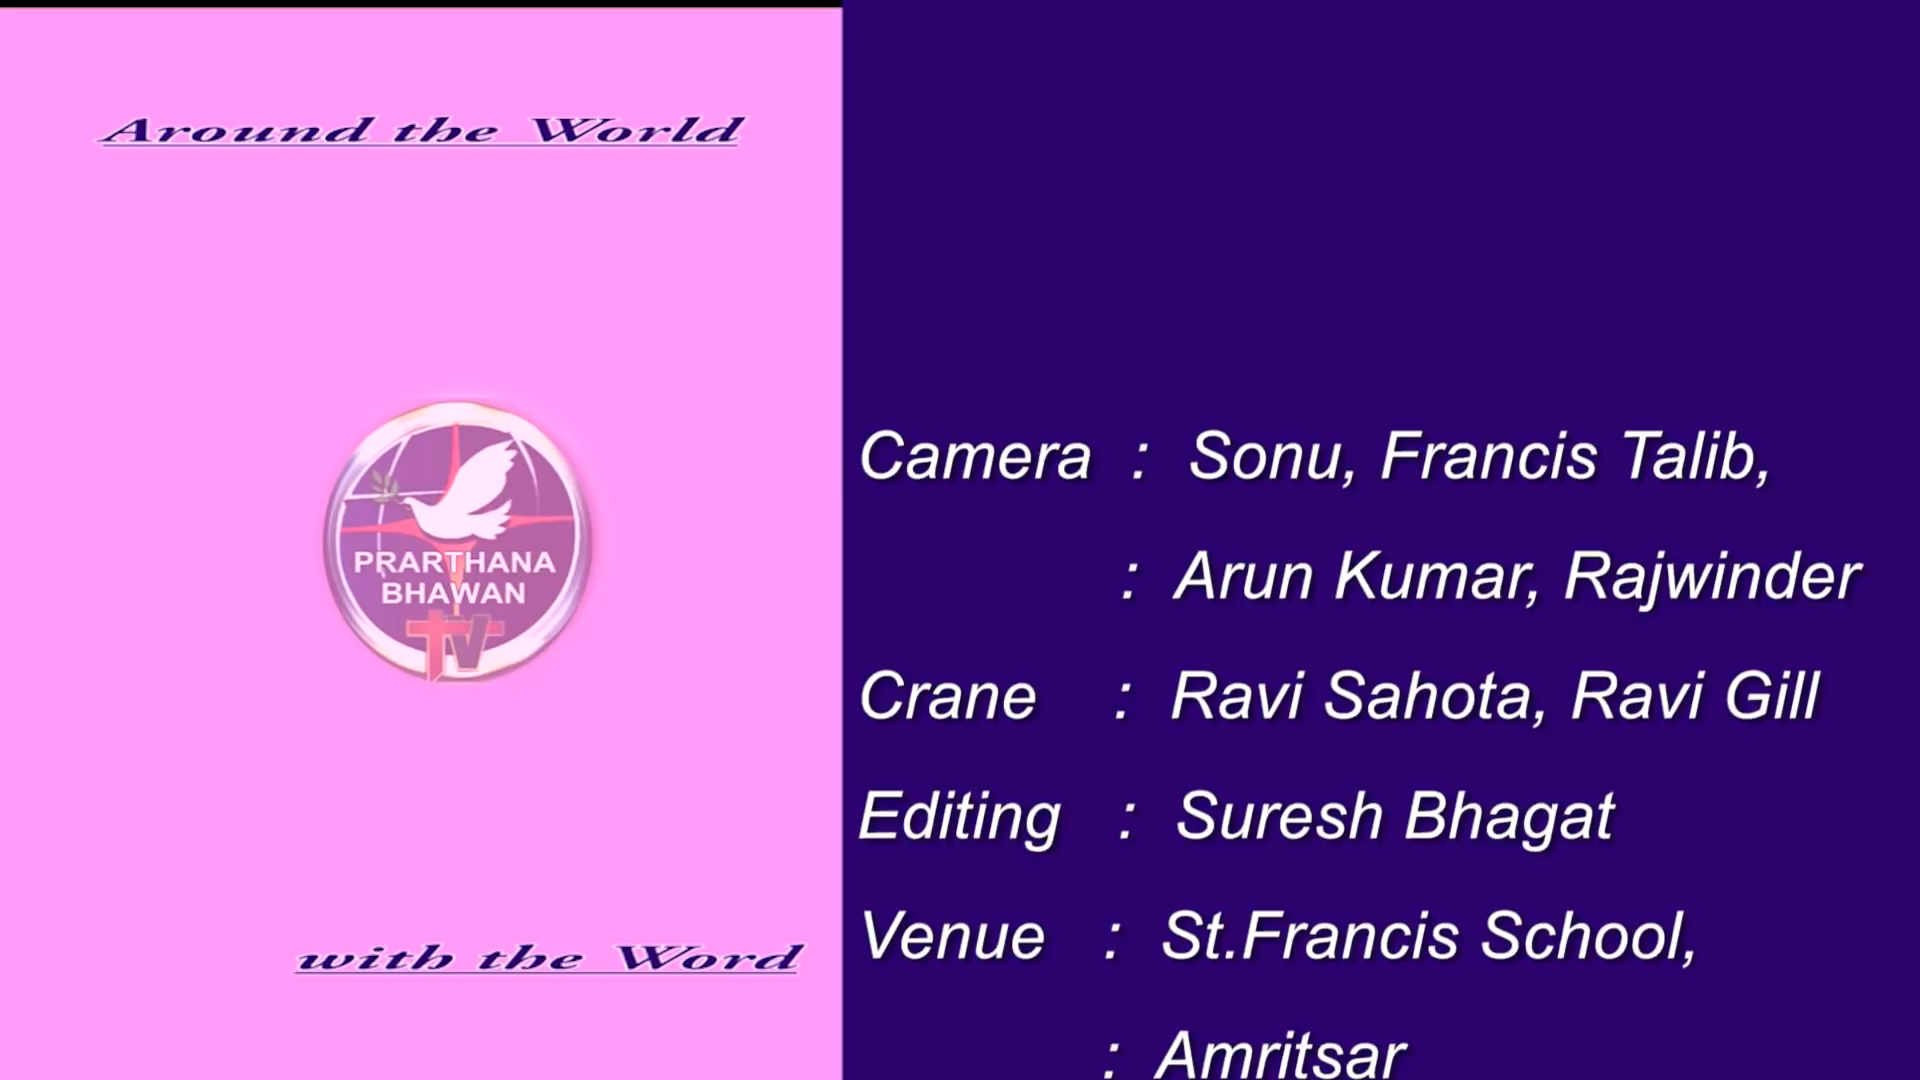 Around the World
PRARTHANA
BHAWAN
TV
with the Word
Camera : Sonu, Francis Talib,
: Arun Kumar, Rajwinder
Crane : Ravi Sahota, Ravi Gill
Editing : Suresh Bhagat
Venue : St.Francis School,
: Amritsar